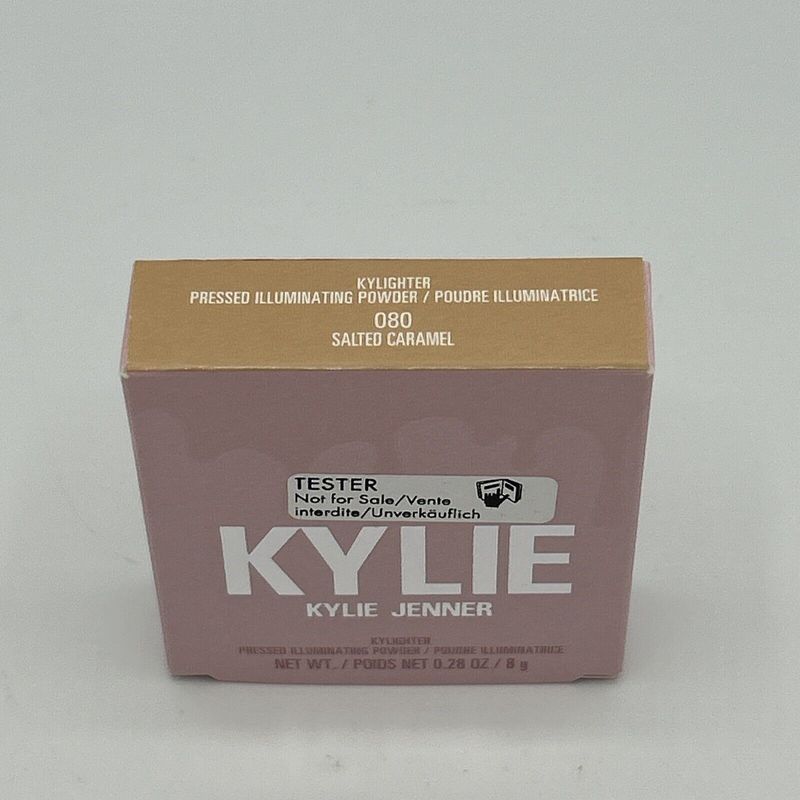 KYLIGHTER
PRESSED ILLUMINATING POWDER / POUDRE ILLUMINATRICE
080
SALTED CARAMEL
TESTER
Not for Sale/Vente
interdite/Unverkäuflich
KYLIE
KYLIE JENNER
KYLIGHTER
PRESSED ILLUMINATING POWDER / POUDRE ILLUMINATRICE
NET WT. / POIDS NET 0.28 OZ / 8 g